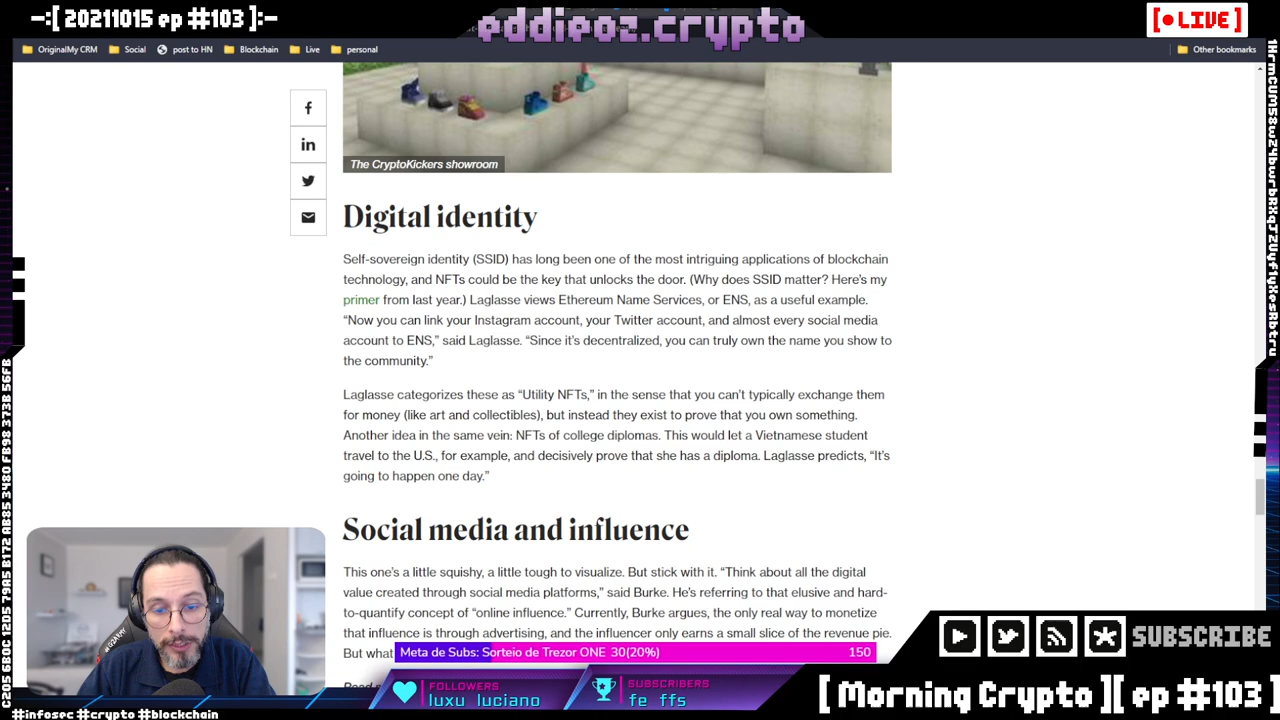 -:[ 20211015 ep #103 ]:-
eddieoz.crypto
[● LIVE]
OriginalMy CRM
Social
post to HN
Blockchain
Live
personal
Other bookmarks
The CryptoKickers showroom
Digital identity
Self-sovereign identity (SSID) has long been one of the most intriguing applications of blockchain
technology, and NFTs could be the key that unlocks the door. (Why does SSID matter? Here's my
primer from last year.) Laglasse views Ethereum Name Services, or ENS, as a useful example.
“Now you can link your Instagram account, your Twitter account, and almost every social media
account to ENS,” said Laglasse. “Since it’s decentralized, you can truly own the name you show to
the community.”
Laglasse categorizes these as “Utility NFTs,” in the sense that you can’t typically exchange them
for money (like art and collectibles), but instead they exist to prove that you own something.
Another idea in the same vein: NFTs of college diplomas. This would let a Vietnamese student
travel to the U.S., for example, and decisively prove that she has a diploma. Laglasse predicts, “It’s
going to happen one day.”
Social media and influence
This one’s a little squishy, a little tough to visualize. But stick with it. “Think about all the digital
value created through social media platforms,” said Burke. He’s referring to that elusive and hard-
to-quantify concept of “online influence.” Currently, Burke argues, the only real way to monetize
that influence is through advertising, and the influencer only earns a small slice of the revenue pie.
But what
Meta de Subs: Sorteio de Trezor ONE 30(20%) 150
FOLLOWERS
luxu luciano
SUBSCRIBERS
fe ffs
SUBSCRIBE
[ Morning Crypto ][ ep #103 ]
#infosec #crypto #blockchain